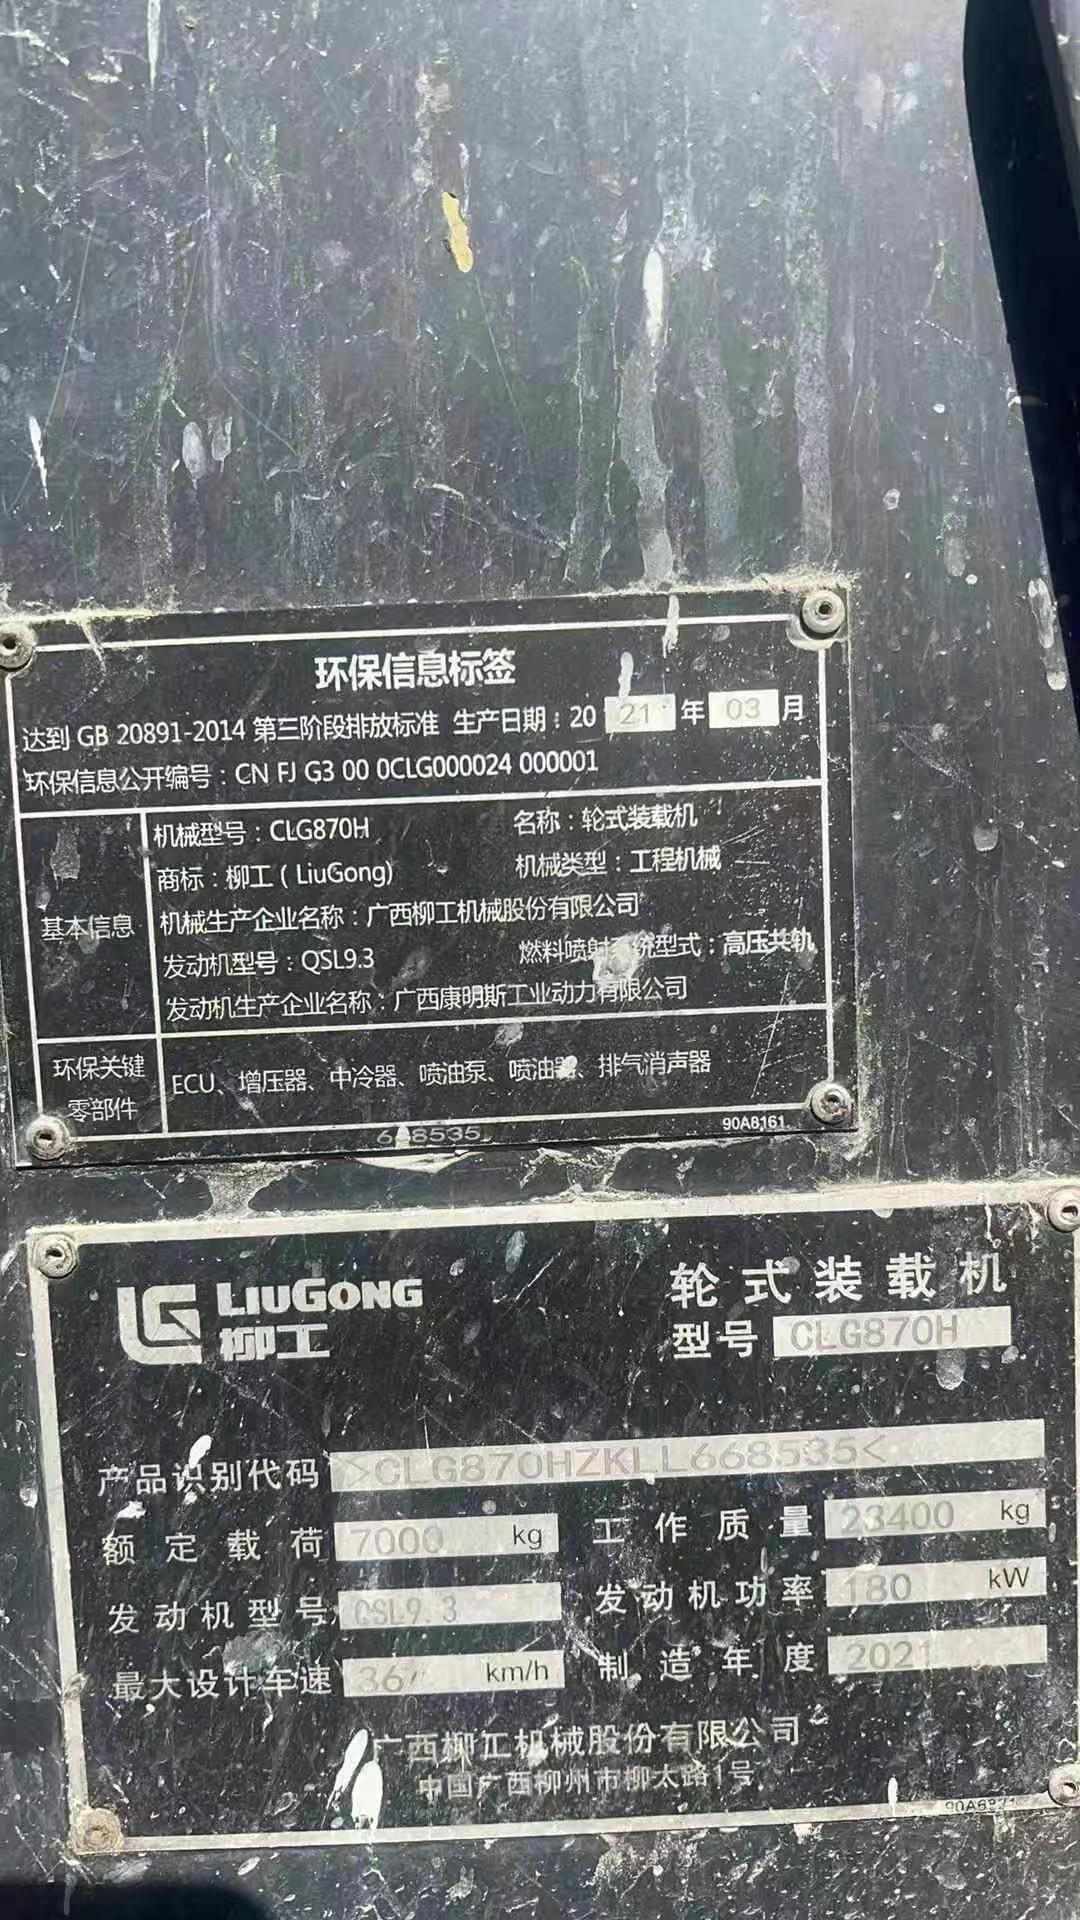 环保信息标签
达到 GB 20891-2014 第三阶段排放标准 生产日期：20 21 年 03 月
环保信息公开编号：CN FJ G3 00 0CLG000024 000001
基本信息
机械型号：CLG870H 名称：轮式装载机
商标：柳工（LiuGong) 机械类型：工程机械
机械生产企业名称：广西柳工机械股份有限公司
发动机型号：QSL9.3 燃料喷射系统型式：高压共轨
发动机生产企业名称：广西康明斯工业动力有限公司
环保关键
零部件
ECU、增压器、中冷器、喷油泵、喷油器、排气消声器
668535 90A8161
LG LIUGONG
柳工
轮式装载机
型号 CLG870H
产品识别代码 >CLG870HZKLL668535<
额定载荷 7000 kg 工作质量 23400 kg
发动机型号 QSL9.3 发动机功率 180 kW
最大设计车速 36 km/h 制造年度 2021
广西柳工机械股份有限公司
中国广西柳州市柳太路1号